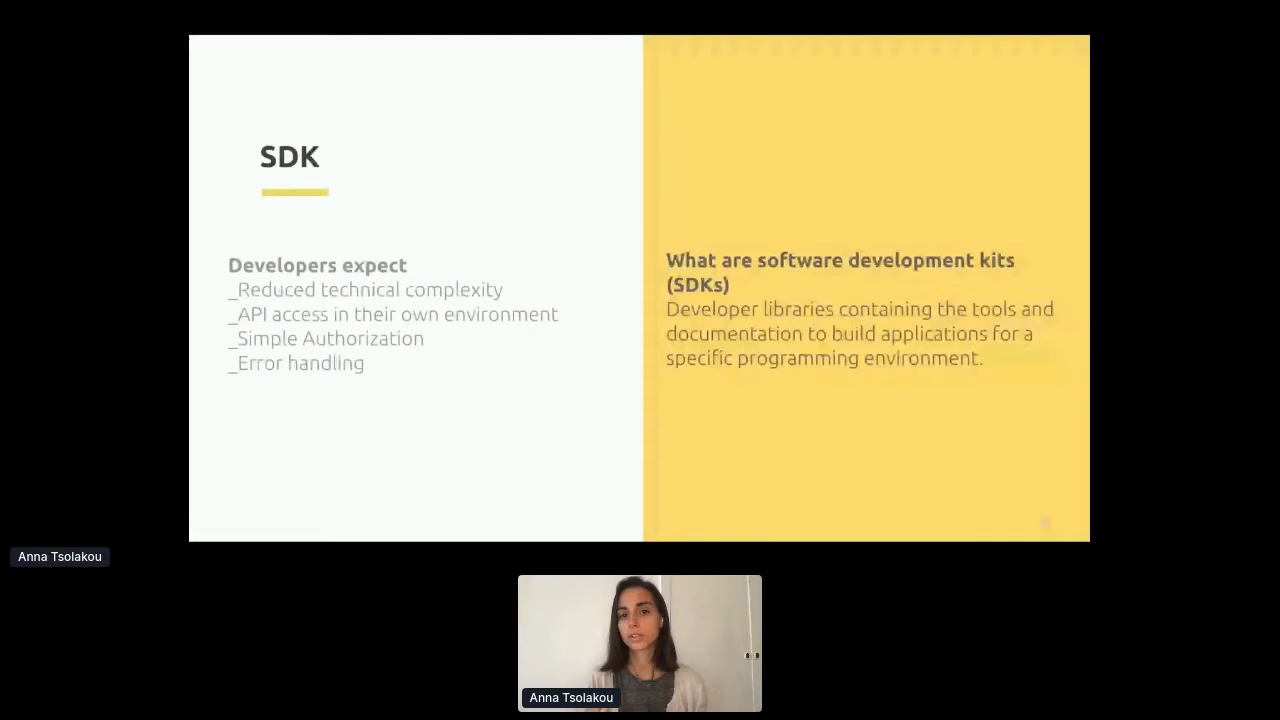 SDK
Developers expect
_Reduced technical complexity
_API access in their own environment
_Simple Authorization
_Error handling
What are software development kits
(SDKs)
Developer libraries containing the tools and
documentation to build applications for a
specific programming environment.
Anna Tsolakou
Anna Tsolakou